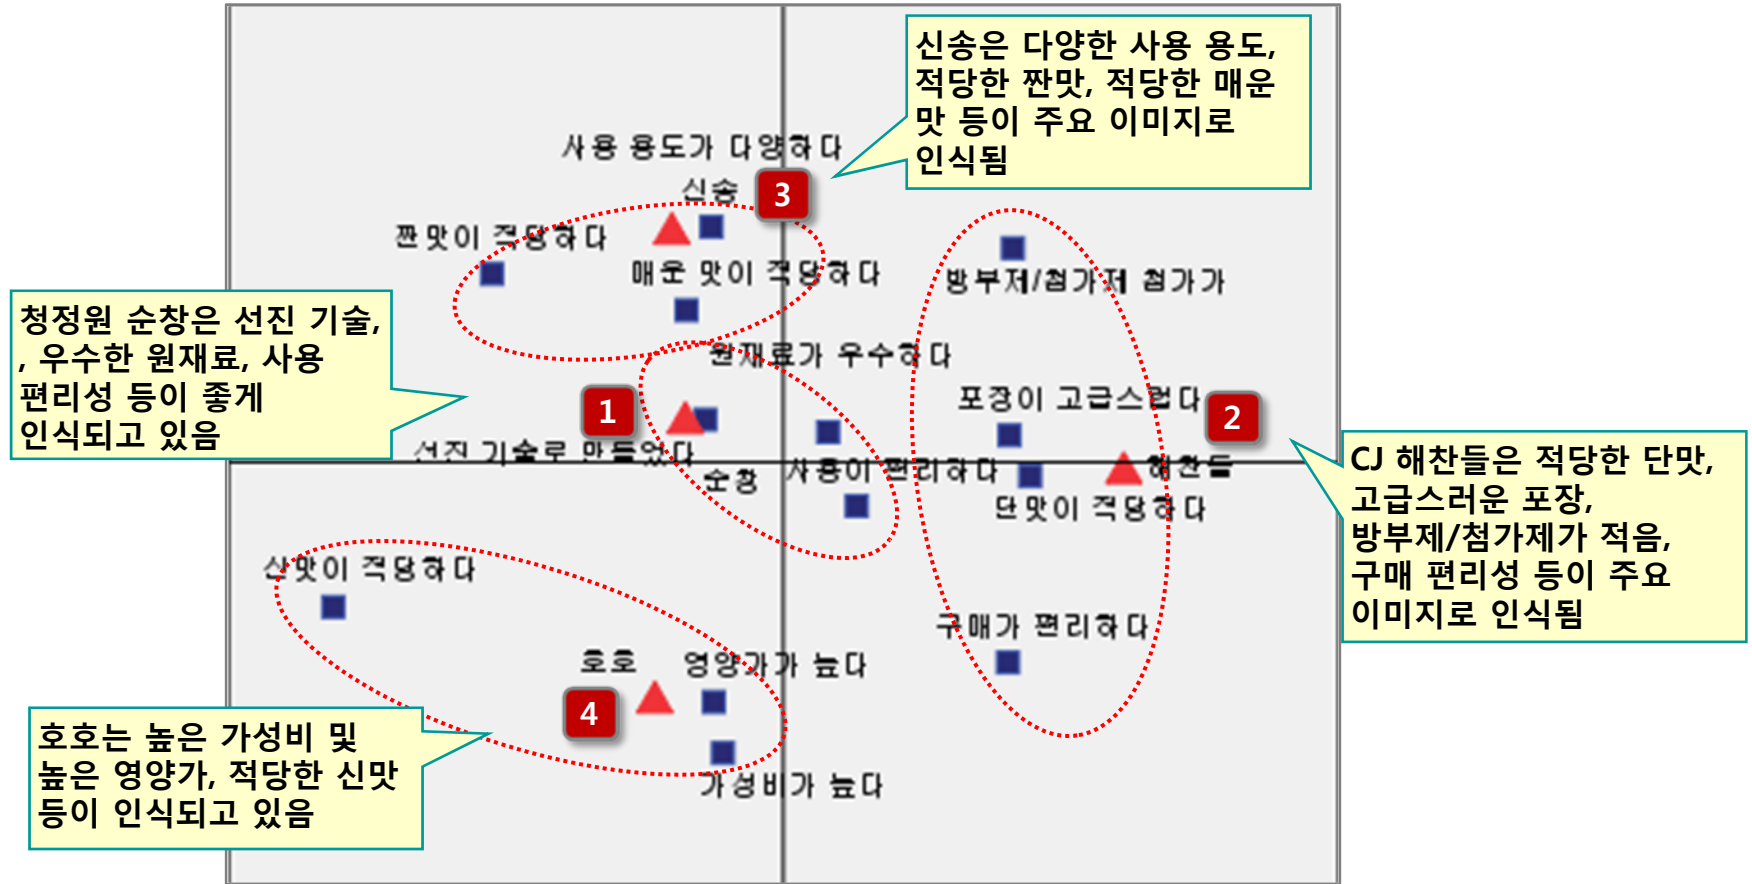 신송은 다양한 사용 용도,
적당한 짠맛, 적당한 매운
맛 등이 주요 이미지로
인식됨
사용 용도가 다양하다
신송
3
짠맛이 적당하다
매운 맛이 적당하다
방부제/첨가제 첨가가
청정원 순창은 선진 기술,
, 우수한 원재료, 사용
편리성 등이 좋게
인식되고 있음
원재료가 우수하다
포장이 고급스럽다
1
2
선진 기술로 만들었다
순창
사용이 편리하다
해찬들
단맛이 적당하다
CJ 해찬들은 적당한 단맛,
고급스러운 포장,
방부제/첨가제가 적음,
구매 편리성 등이 주요
이미지로 인식됨
신맛이 적당하다
구매가 편리하다
호호
영양가가 높다
4
가성비가 높다
호호는 높은 가성비 및
높은 영양가, 적당한 신맛
등이 인식되고 있음